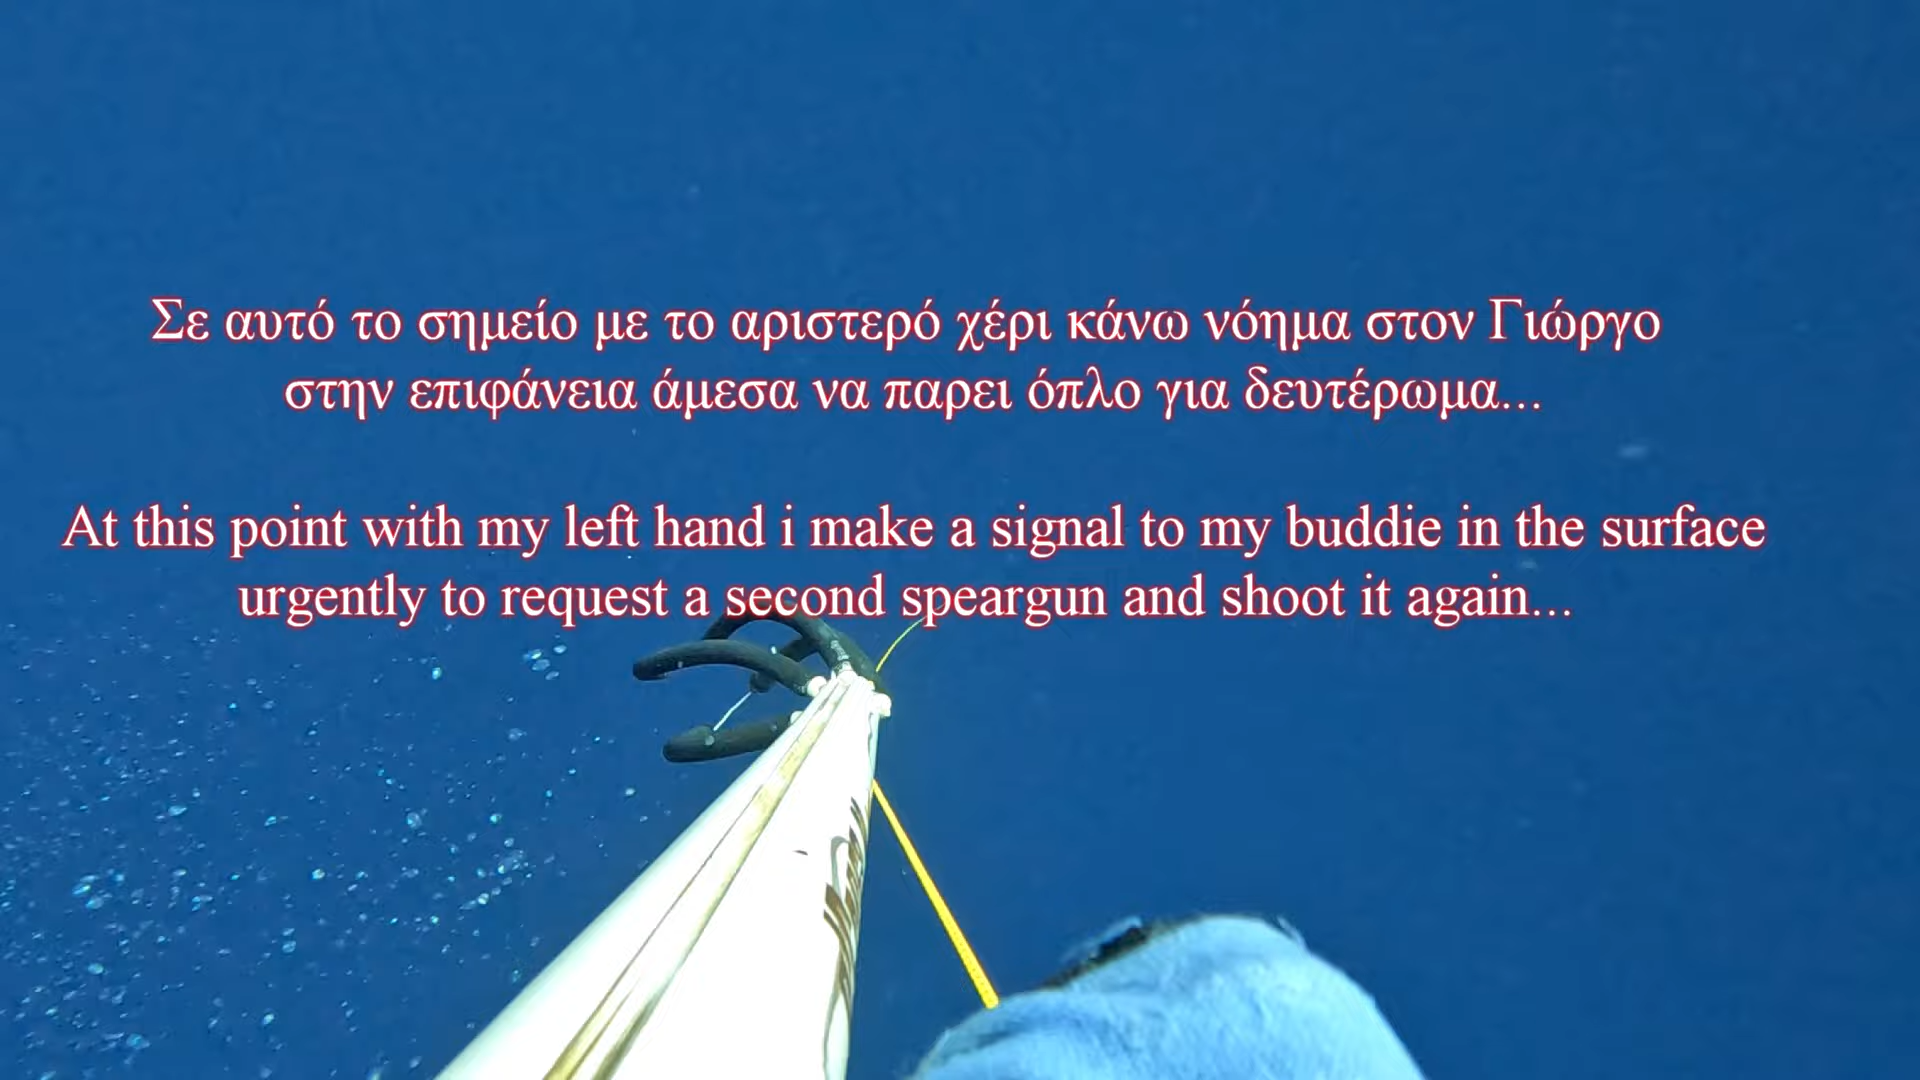 Σε αυτό το σημείο με το αριστερό χέρι κάνω νόημα στον Γιώργο
στην επιφάνεια άμεσα να παρει όπλο για δευτέρωμα...
At this point with my left hand i make a signal to my buddie in the surface
urgently to request a second speargun and shoot it again...